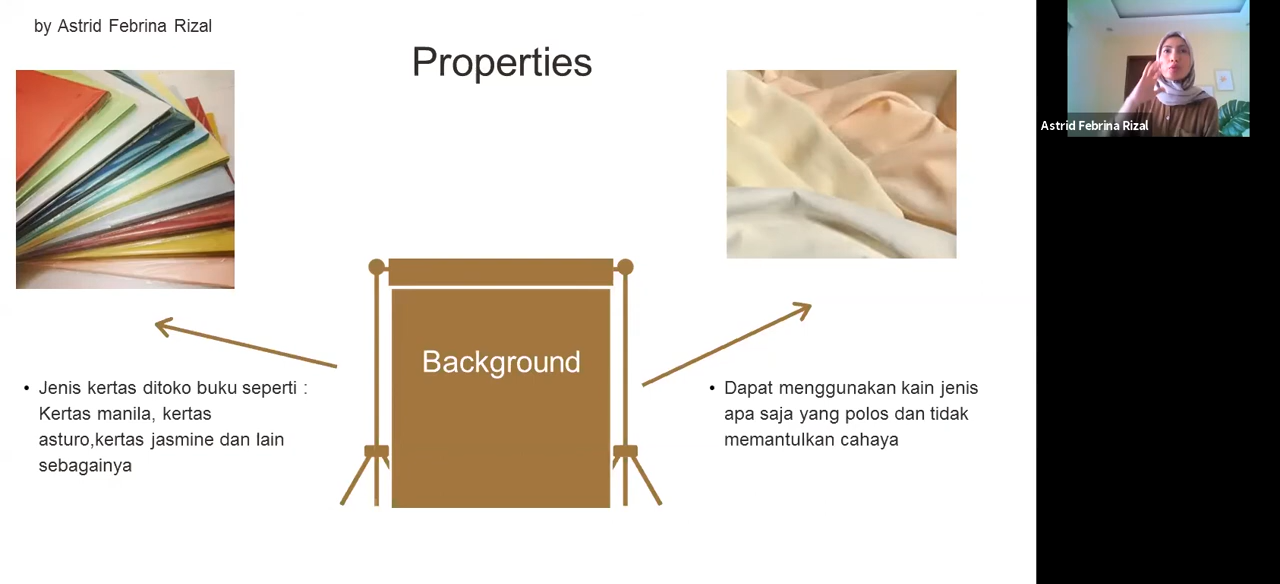 by Astrid Febrina Rizal
Properties
Background
• Jenis kertas ditoko buku seperti :
Kertas manila, kertas
asturo,kertas jasmine dan lain
sebagainya
• Dapat menggunakan kain jenis
apa saja yang polos dan tidak
memantulkan cahaya
Astrid Febrina Rizal